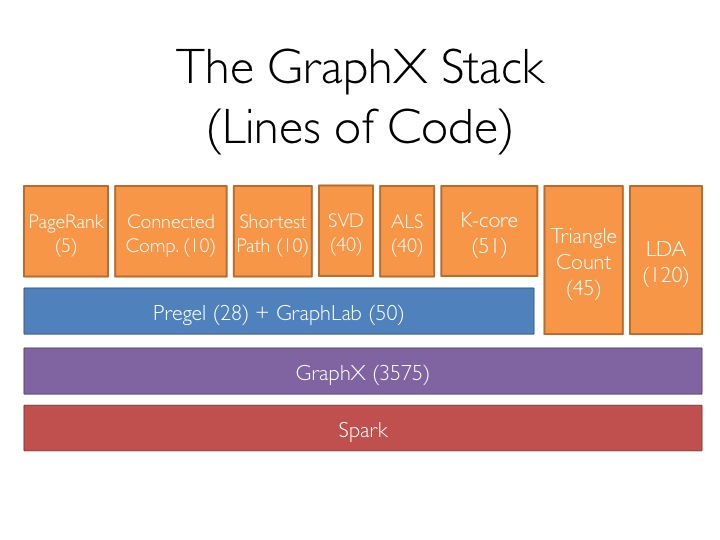 The GraphX Stack
(Lines of Code)
PageRank
(5)
Connected
Comp. (10)
Shortest
Path (10)
SVD
(40)
ALS
(40)
K-core
(51)
Triangle
Count
(45)
LDA
(120)
Pregel (28) + GraphLab (50)
GraphX (3575)
Spark